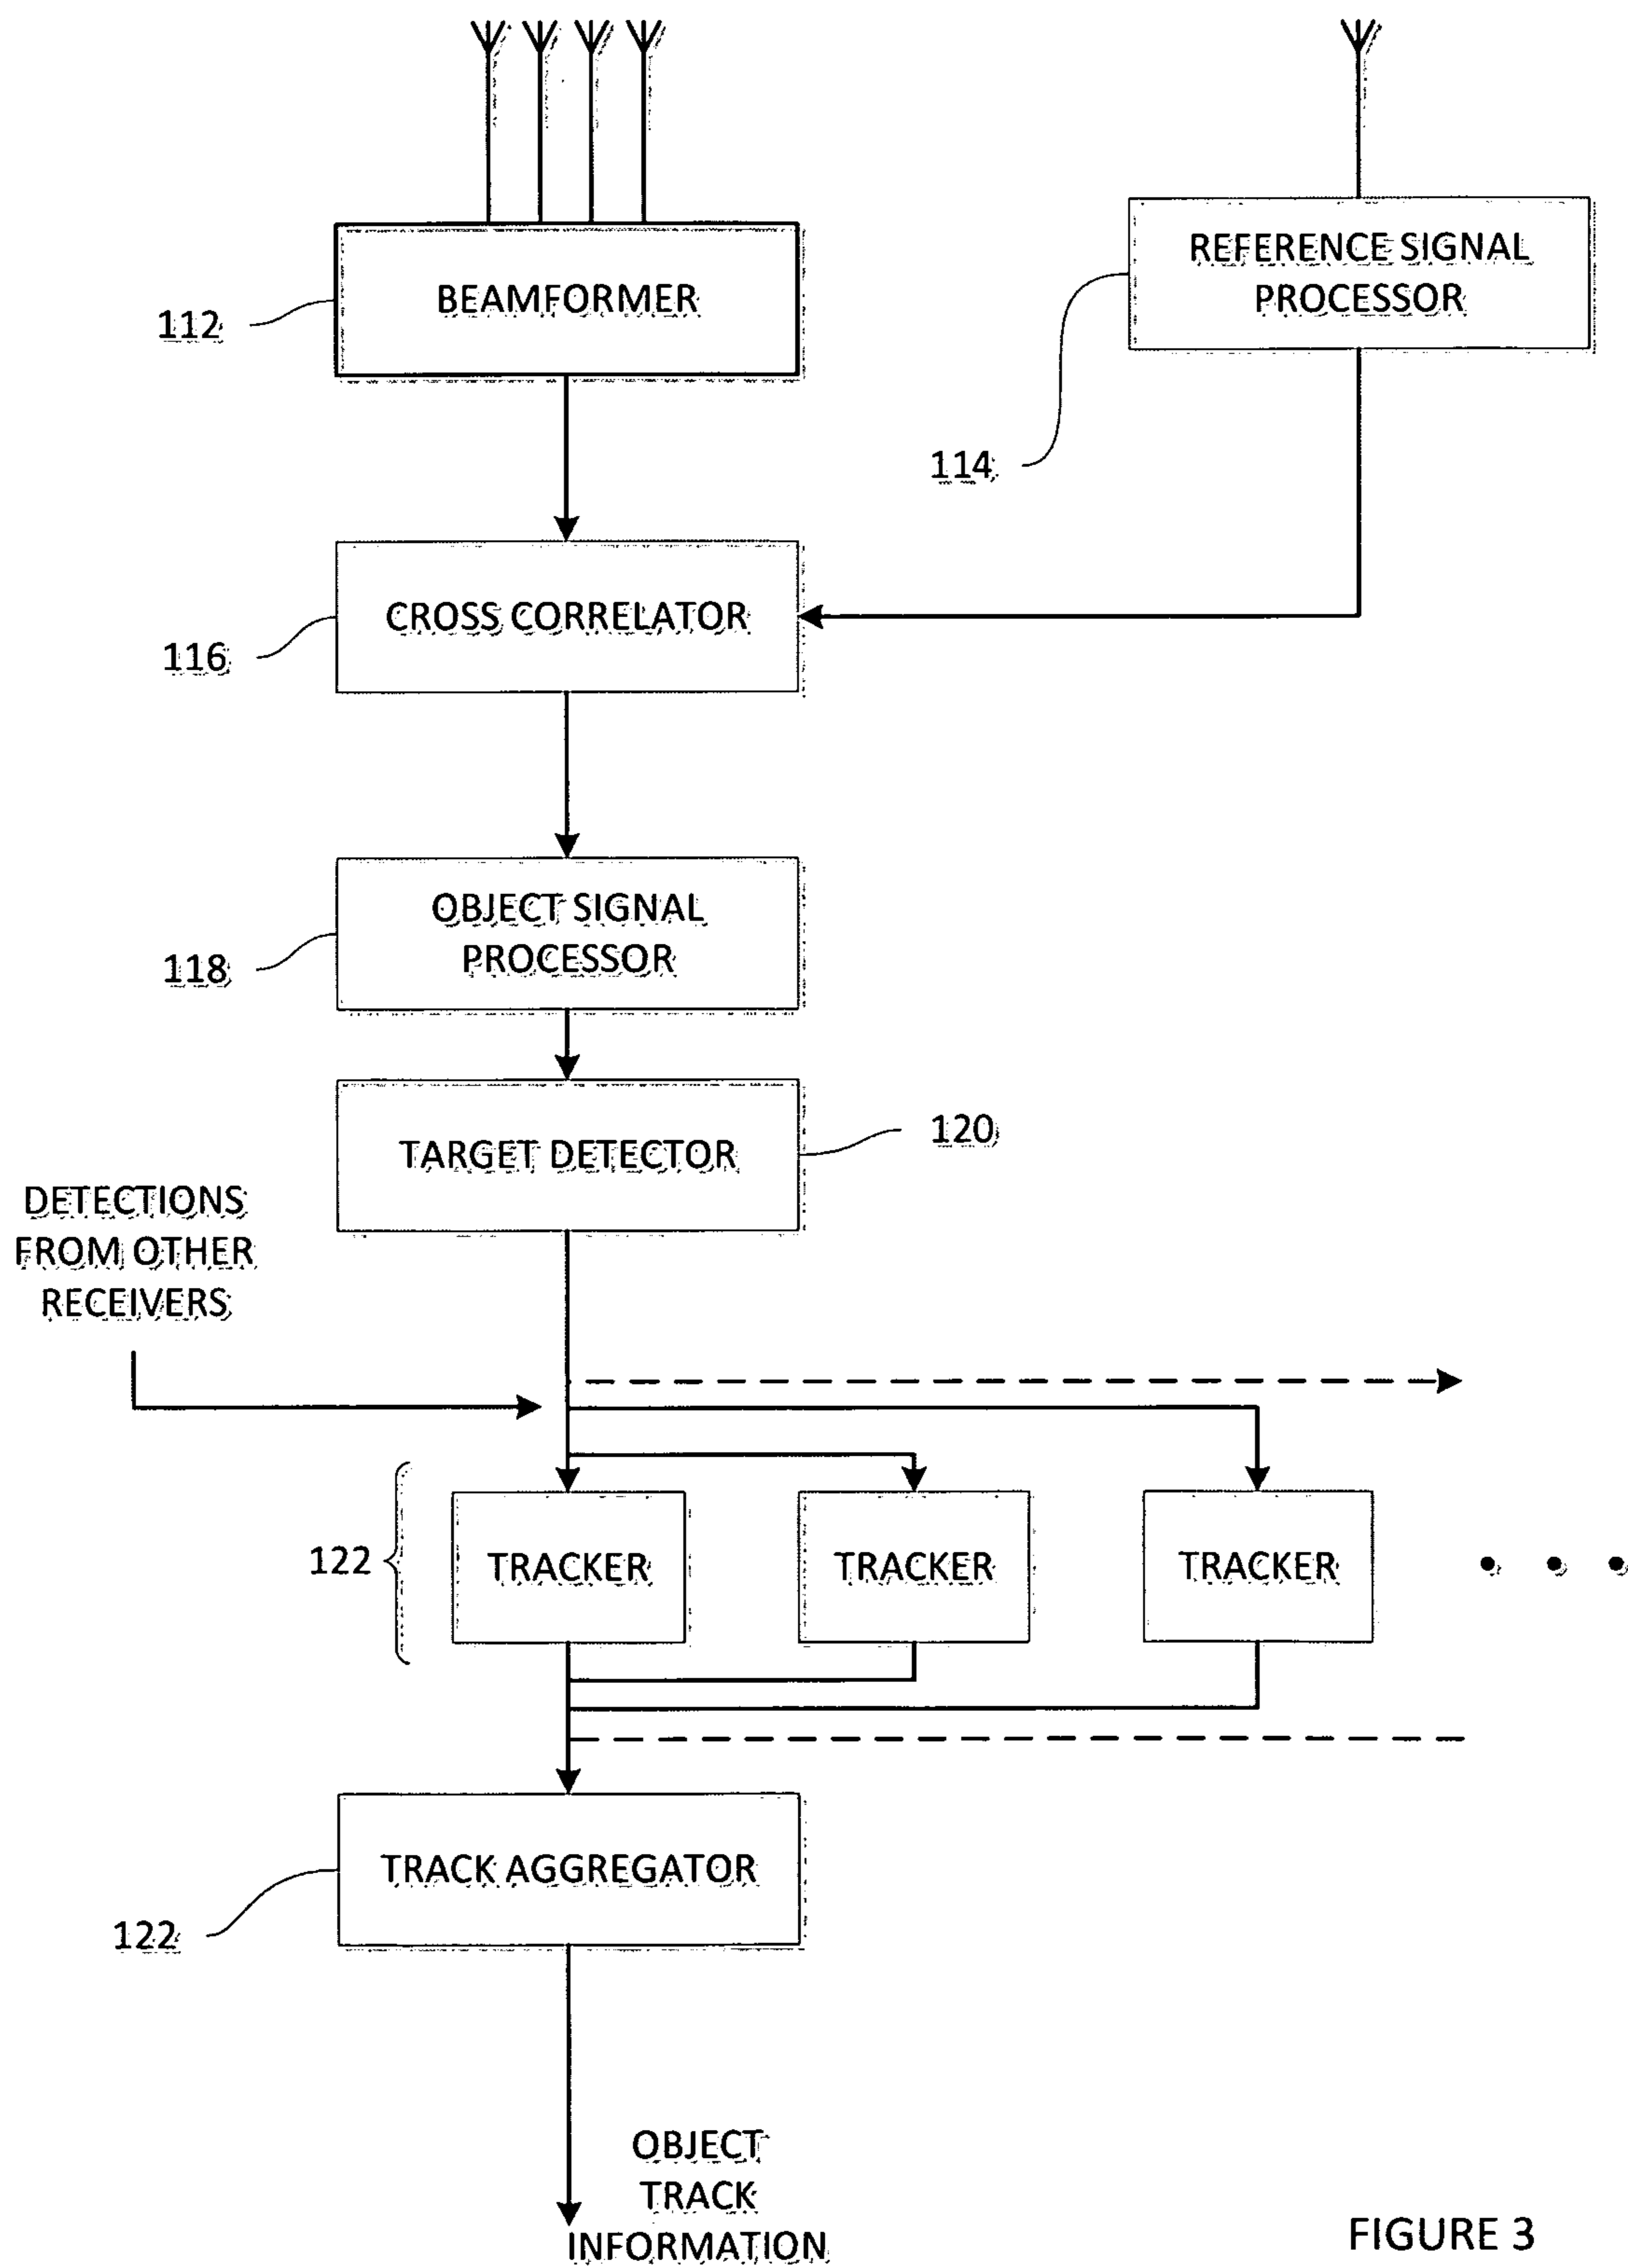 REFERENCE SIGNAL
PROCESSOR
BEAMFORMER
112
114
CROSS CORRELATOR
116
OBJECT SIGNAL
PROCESSOR
118
TARGET DETECTOR
120
DETECTIONS
FROM OTHER
RECEIVERS
122
TRACKER
TRACKER
TRACKER
TRACK AGGREGATOR
122
OBJECT
TRACK
INFORMATION
FIGURE 3